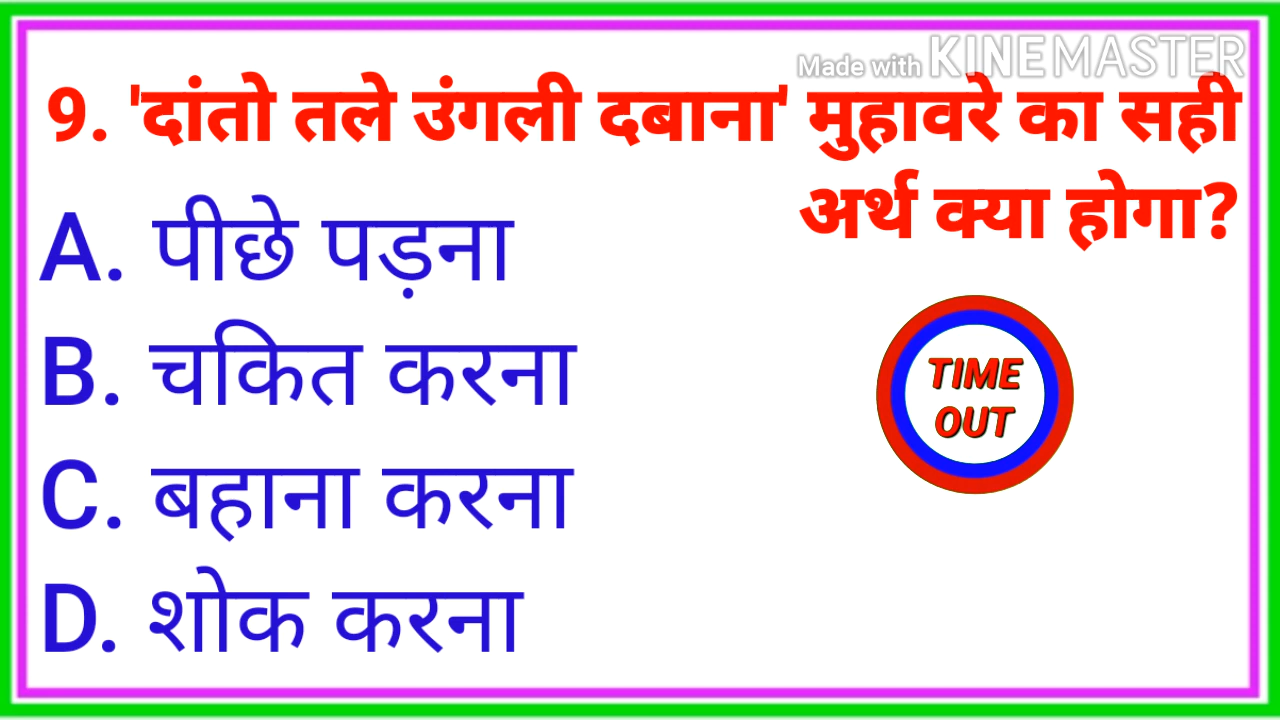 Made with KINEMASTER
9. 'दांतो तले उंगली दबाना' मुहावरे का सही
अर्थ क्या होगा?
A. पीछे पड़ना
B. चकित करना
C. बहाना करना
D. शोक करना
TIME
OUT